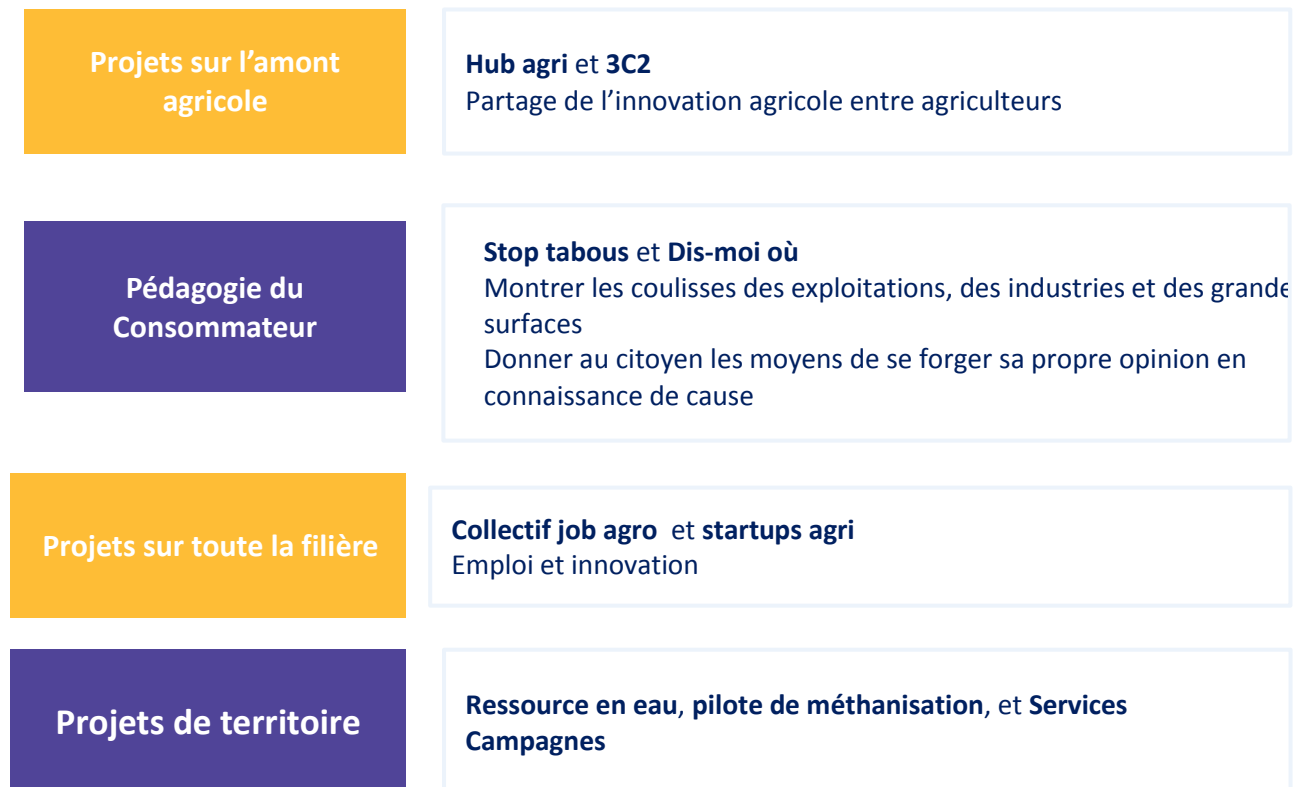 Projets sur l’amont
agricole
Hub agri et 3C2
Partage de l’innovation agricole entre agriculteurs
Pédagogie du
Consommateur
Stop tabous et Dis-moi où
Montrer les coulisses des exploitations, des industries et des grande
surfaces
Donner au citoyen les moyens de se forger sa propre opinion en
connaissance de cause
Projets sur toute la filière
Collectif job agro et startups agri
Emploi et innovation
Projets de territoire
Ressource en eau, pilote de méthanisation, et Services
Campagnes